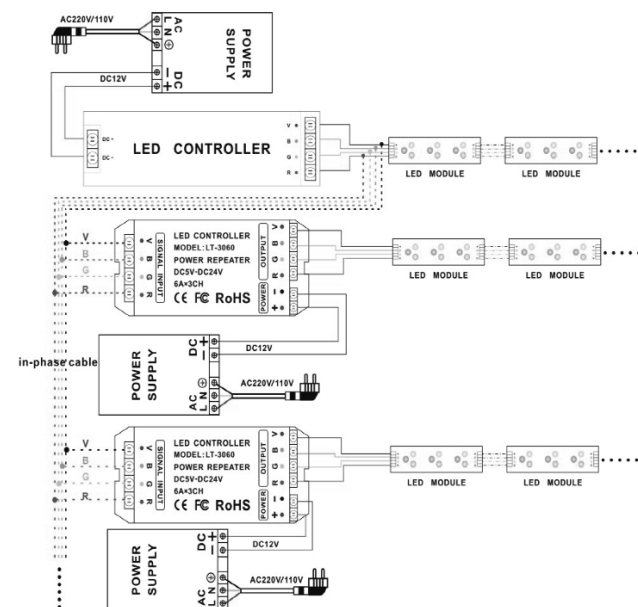 AC220V/110V
AC
L N ⊕
DC
− +
POWER
SUPPLY
DC12V
DC+
DC−
LED CONTROLLER
V
B
G
R
LED MODULE
LED MODULE
V
B
G
R
V
B
G
R
SIGNAL INPUT
LED CONTROLLER
MODEL:LT-3060
POWER REPEATER
DC5V-DC24V
6A×3CH
CE FC RoHS
OUTPUT
V
B
G
R
POWER
−
+
LED MODULE
LED MODULE
in-phase cable
POWER
SUPPLY
DC
+
−
DC12V
AC
L N ⊕
AC220V/110V
V
B
G
R
V
B
G
R
SIGNAL INPUT
LED CONTROLLER
MODEL:LT-3060
POWER REPEATER
DC5V-DC24V
6A×3CH
CE FC RoHS
OUTPUT
V
B
G
R
POWER
−
+
LED MODULE
LED MODULE
POWER
SUPPLY
DC
+
−
DC12V
AC
L N ⊕
AC220V/110V